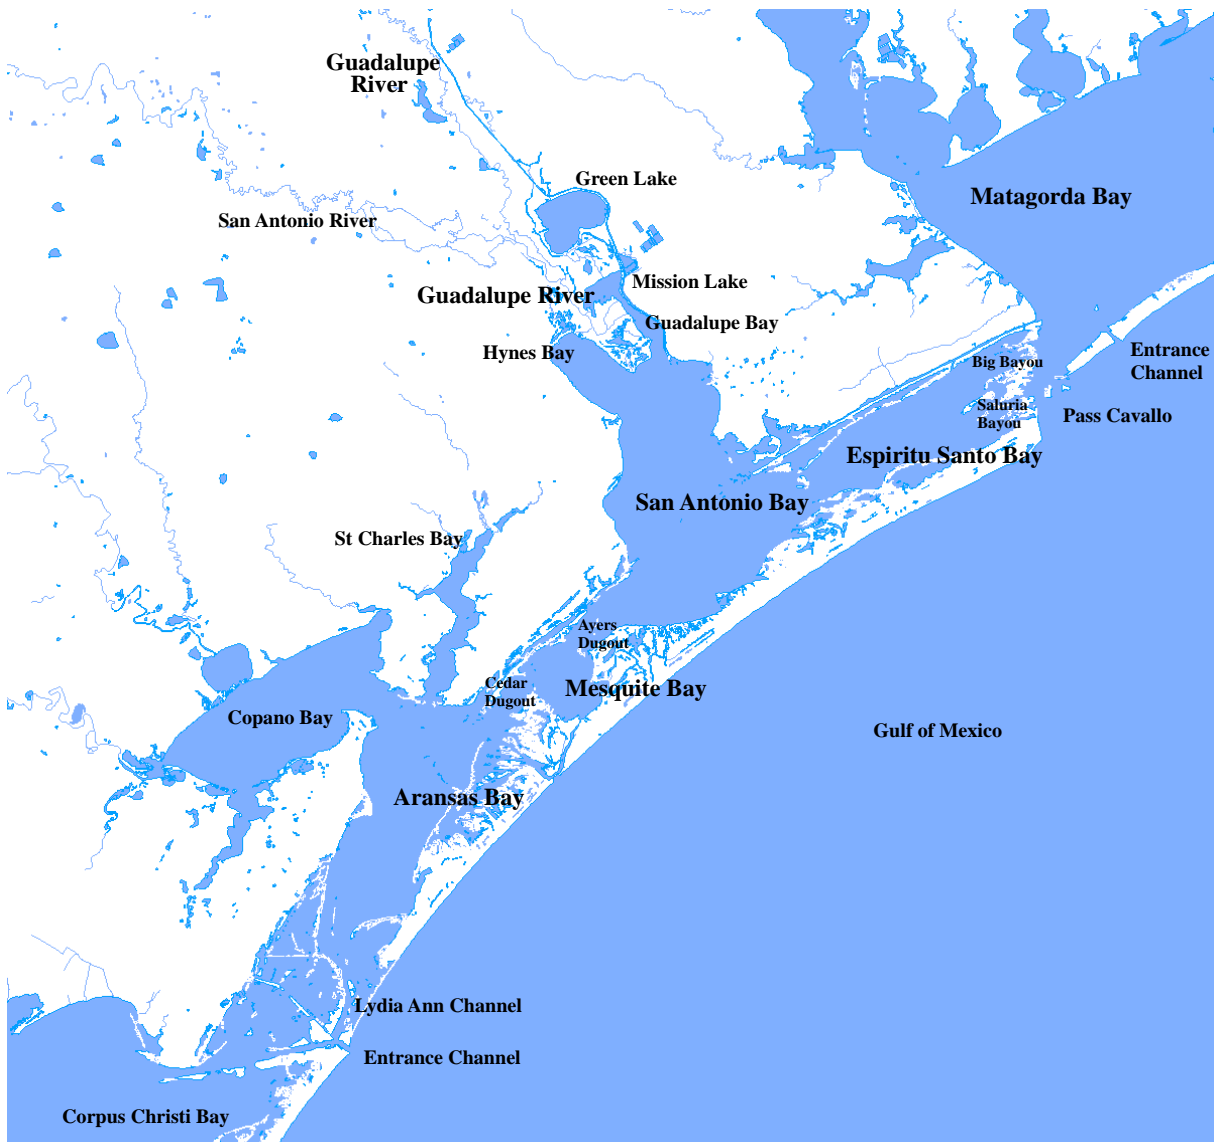 Guadalupe
River
Green Lake
Matagorda Bay
San Antonio River
Mission Lake
Guadalupe River
Guadalupe Bay
Hynes Bay
Entrance
Channel
Big Bayou
Saluria
Bayou
Pass Cavallo
Espiritu Santo Bay
San Antonio Bay
St Charles Bay
Ayers
Dugout
Cedar
Dugout
Mesquite Bay
Copano Bay
Gulf of Mexico
Aransas Bay
Lydia Ann Channel
Entrance Channel
Corpus Christi Bay